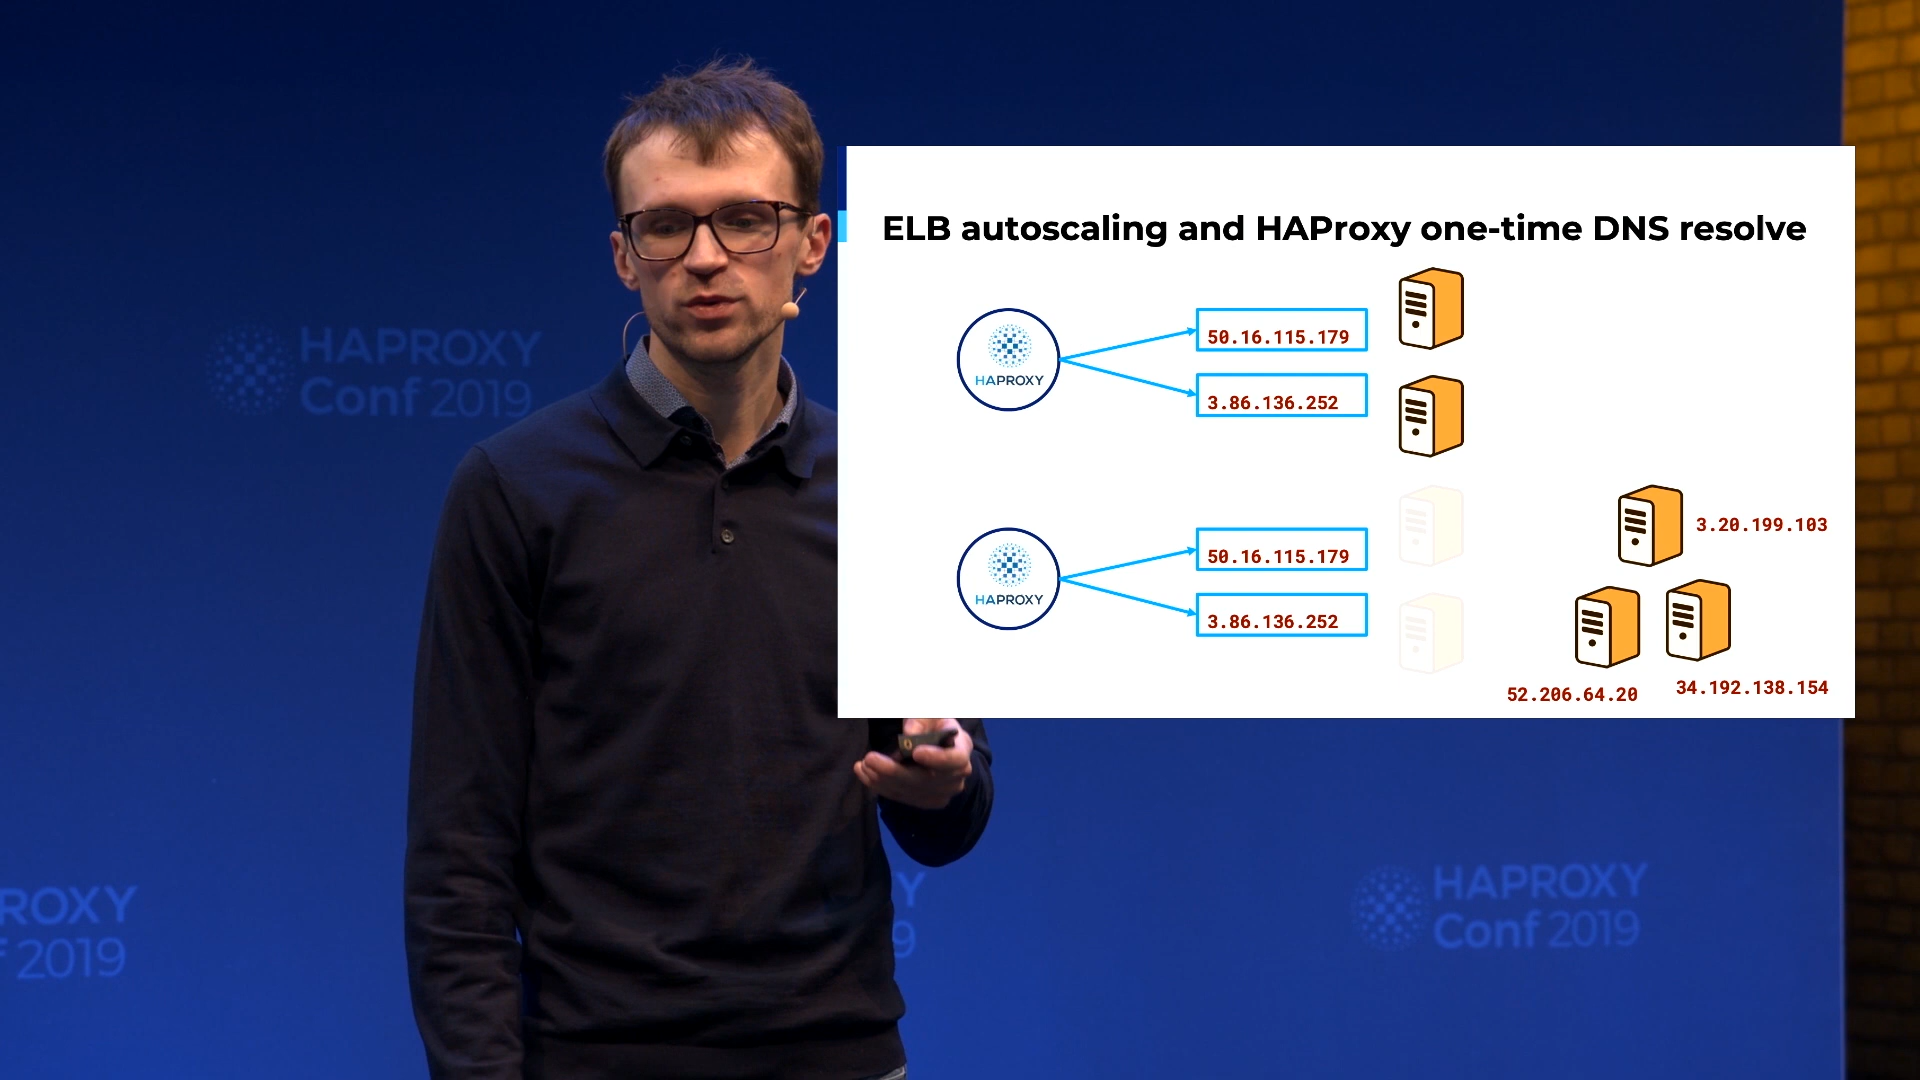 HAPROXY
Conf 2019
ELB autoscaling and HAProxy one-time DNS resolve
HAPROXY
50.16.115.179
3.86.136.252
HAPROXY
50.16.115.179
3.86.136.252
3.20.199.103
52.206.64.20
34.192.138.154
ROXY
2019
Y
9
HAPROXY
Conf 2019